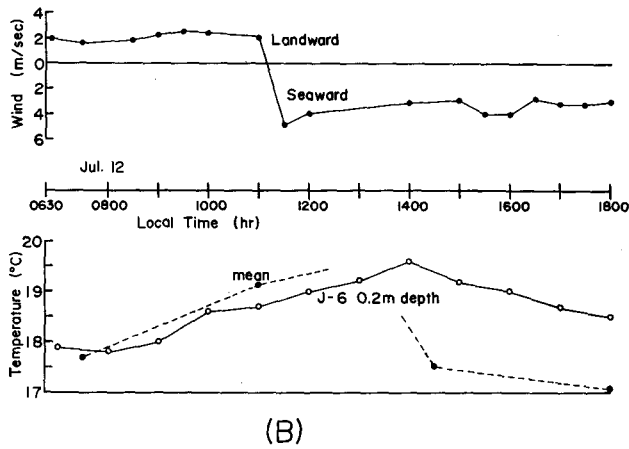 Wind (m/sec)
4
2
0
2
4
6
Landward
Seaward
Jul. 12
0630 0800 1000 1200 1400 1600 1800
Local Time (hr)
Temperature (°C)
20
19
18
17
mean
J-6 0.2m depth
(B)